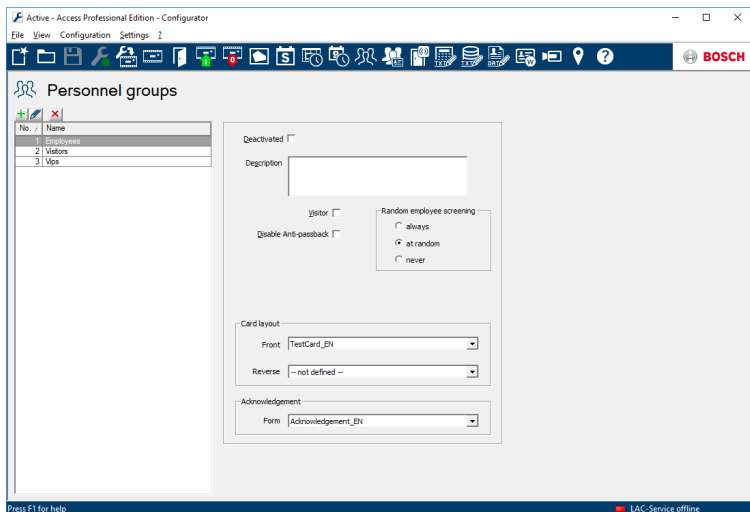 Active - Access Professional Edition - Configurator
File View Configuration Settings ?
BOSCH
Personnel groups
No. Name
1 Employees
2 Visitors
3 Vips
Deactivated
Description
Visitor
Disable Anti-passback
Random employee screening
always
at random
never
Card layout
Front TestCard_EN
Reverse -- not defined --
Acknowledgement
Form Acknowledgement_EN
Press F1 for help
LAC-Service offline